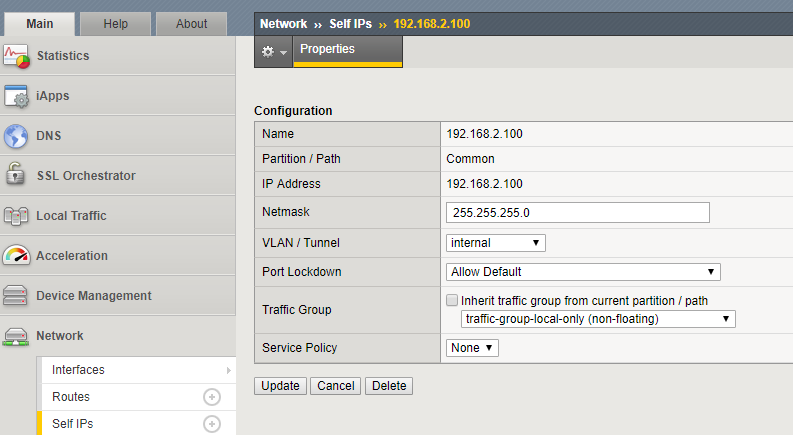 Main
Help
About
Network ›› Self IPs ›› 192.168.2.100
Properties
Statistics
iApps
DNS
SSL Orchestrator
Local Traffic
Acceleration
Device Management
Network
Interfaces
Routes
Self IPs
Configuration
Name 192.168.2.100
Partition / Path Common
IP Address 192.168.2.100
Netmask 255.255.255.0
VLAN / Tunnel internal
Port Lockdown Allow Default
Traffic Group Inherit traffic group from current partition / path
traffic-group-local-only (non-floating)
Service Policy None
Update Cancel Delete